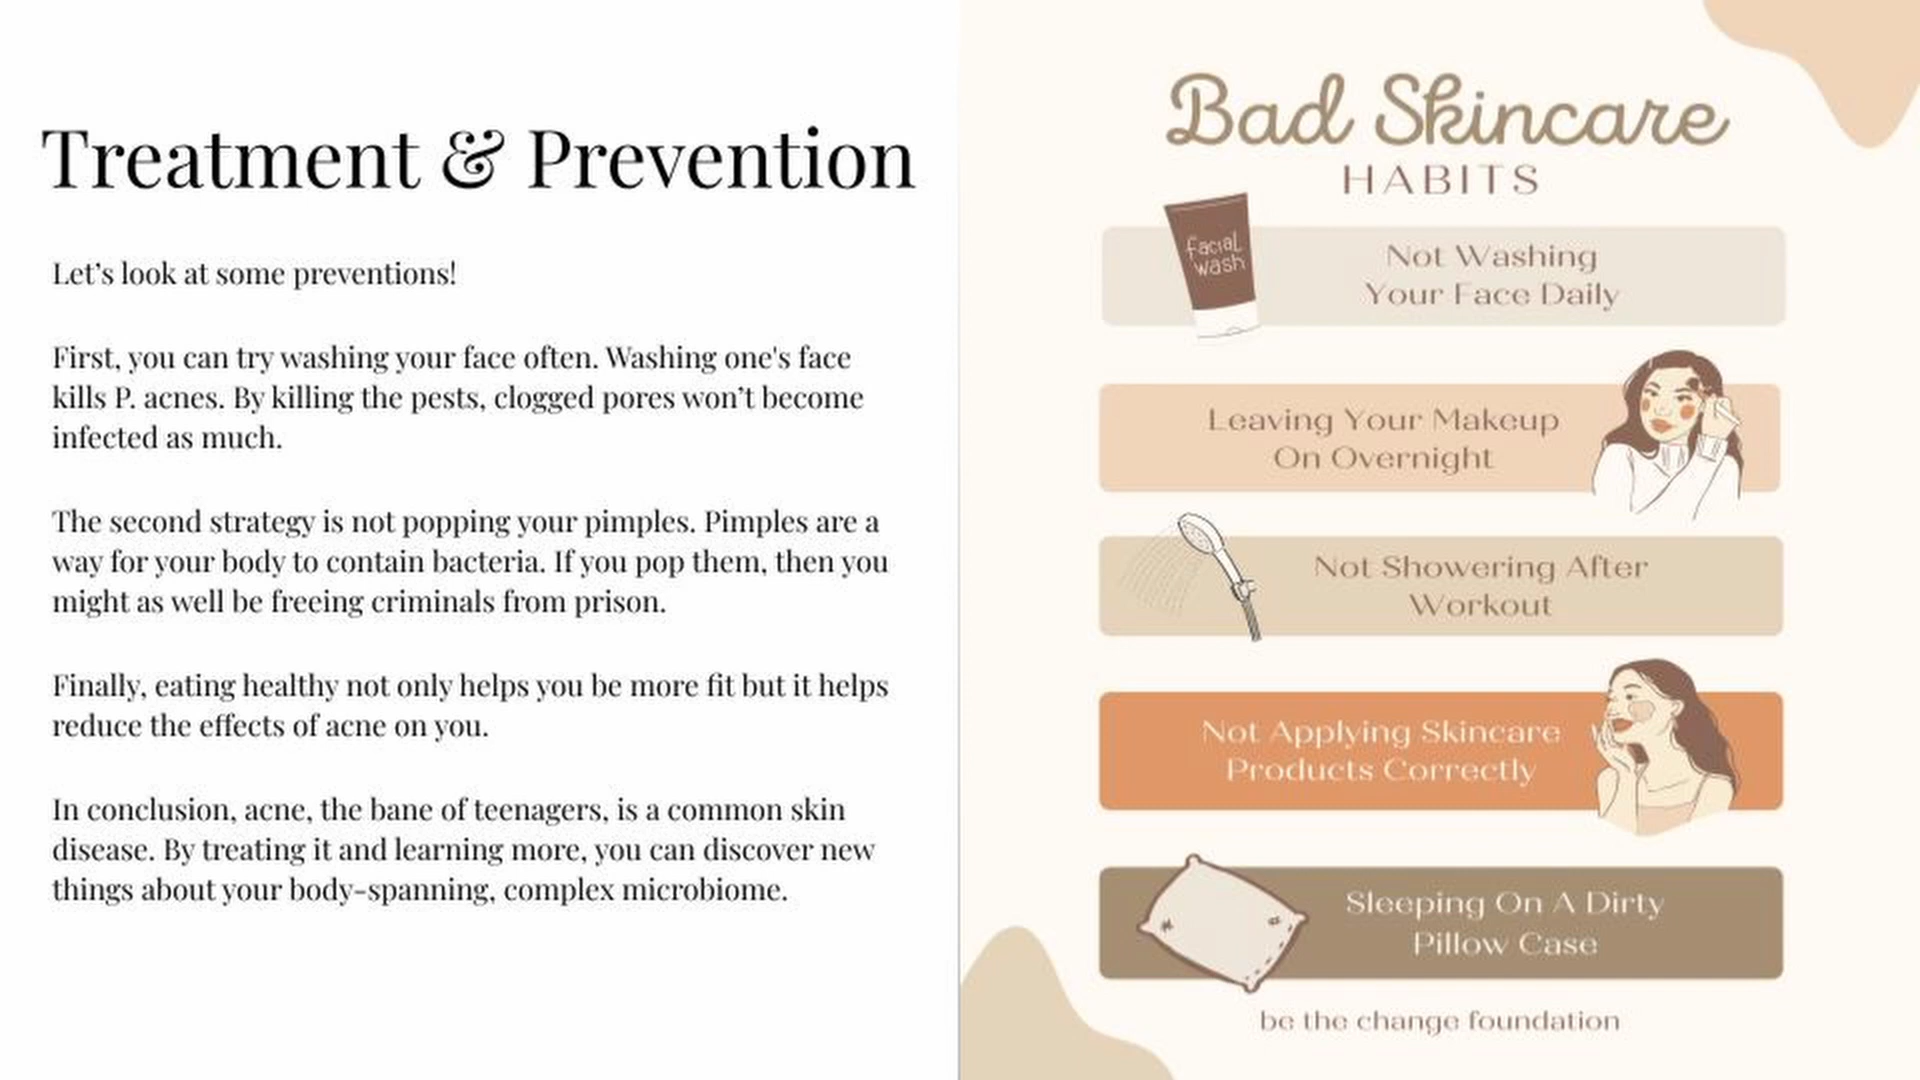 Treatment & Prevention
Let’s look at some preventions!
First, you can try washing your face often. Washing one's face
kills P. acnes. By killing the pests, clogged pores won’t become
infected as much.
The second strategy is not popping your pimples. Pimples are a
way for your body to contain bacteria. If you pop them, then you
might as well be freeing criminals from prison.
Finally, eating healthy not only helps you be more fit but it helps
reduce the effects of acne on you.
In conclusion, acne, the bane of teenagers, is a common skin
disease. By treating it and learning more, you can discover new
things about your body-spanning, complex microbiome.
Bad Skincare
HABITS
facial
wash
Not Washing
Your Face Daily
Leaving Your Makeup
On Overnight
Not Showering After
Workout
Not Applying Skincare
Products Correctly
Sleeping On A Dirty
Pillow Case
be the change foundation